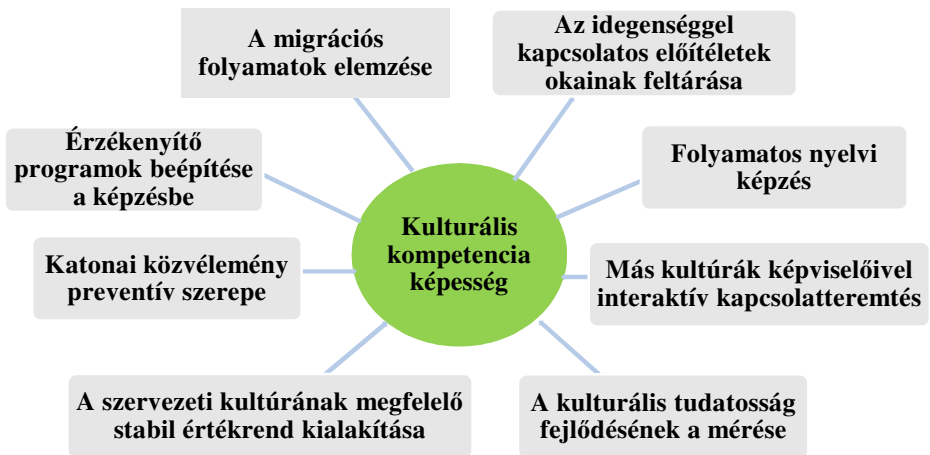 A migrációs
folyamatok elemzése
Az idegenséggel
kapcsolatos előítéletek
okainak feltárása
Érzékenyítő
programok beépítése
a képzésbe
Folyamatos nyelvi
képzés
Kulturális
kompetencia
képesség
Katonai közvélemény
preventív szerepe
Más kultúrák képviselőivel
interaktív kapcsolatteremtés
A szervezeti kultúrának megfelelő
stabil értékrend kialakítása
A kulturális tudatosság
fejlődésének a mérése